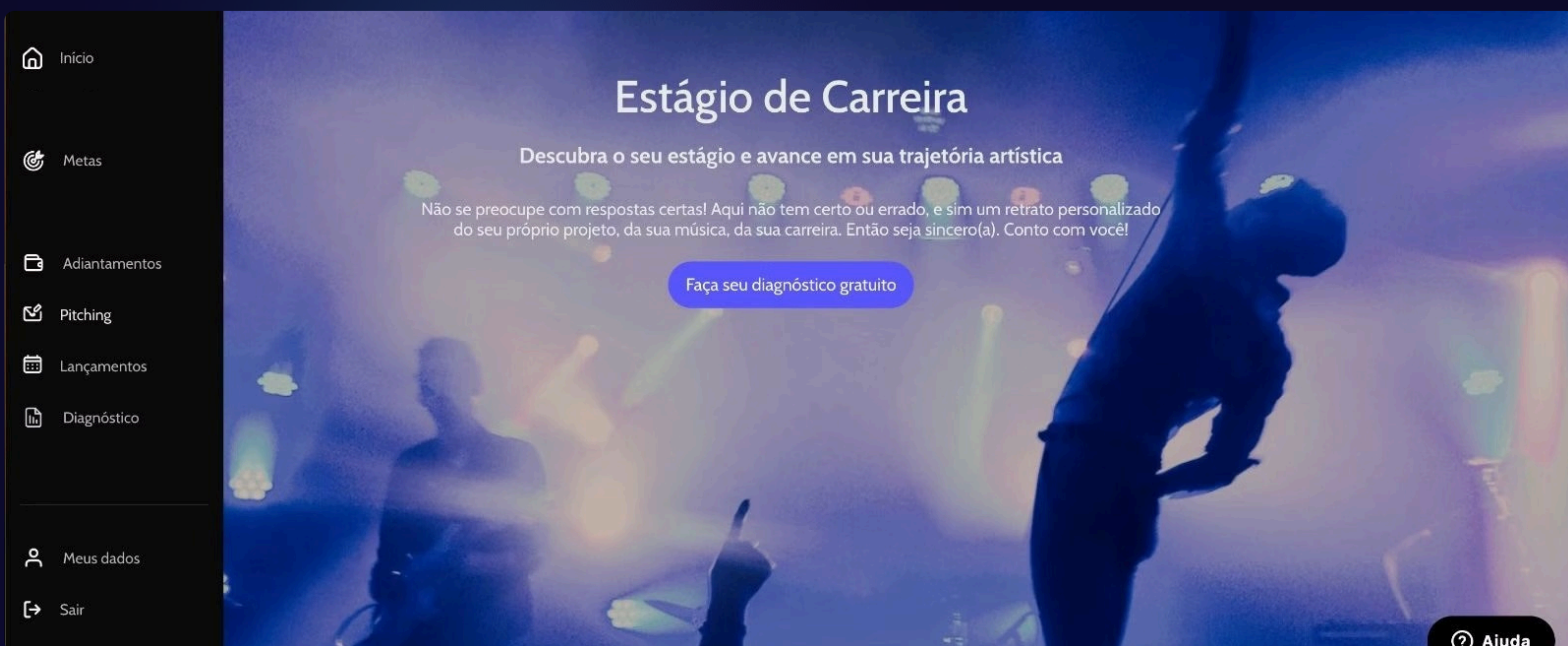 Início
Metas
Adiantamentos
Pitching
Lançamentos
Diagnóstico
Meus dados
Sair
Estágio de Carreira
Descubra o seu estágio e avance em sua trajetória artística
Não se preocupe com respostas certas! Aqui não tem certo ou errado, e sim um retrato personalizado
do seu próprio projeto, da sua música, da sua carreira. Então seja sincero(a). Conto com você!
Faça seu diagnóstico gratuito
Ajuda